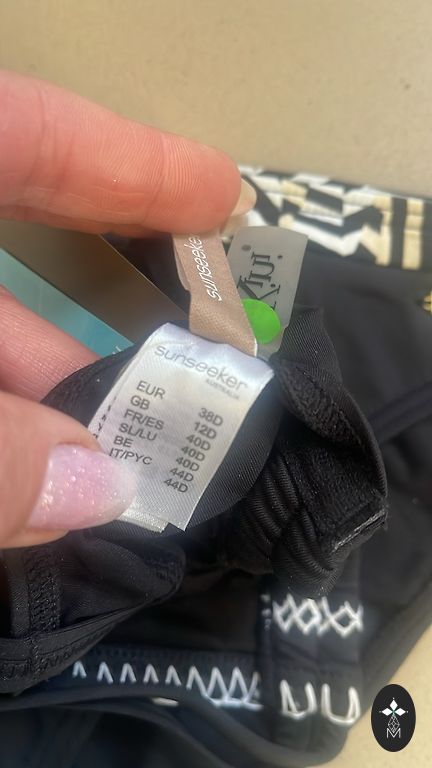 sunseeker
Kiui
sunseeker
AUSTRALIA
EUR 38D
GB 12D
FR/ES 40D
SL/LU 40D
BE 40D
IT/PYC 44D
44D
M